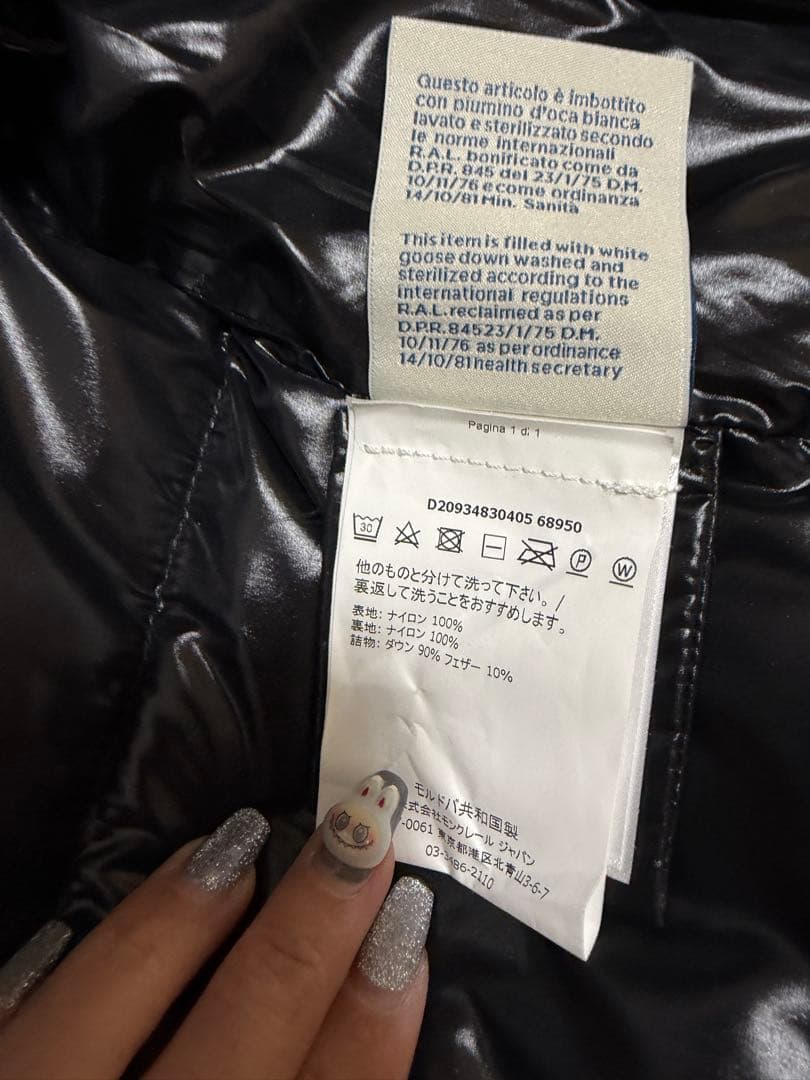 Questo articolo è imbottito
con piumino d'oca bianca
lavato e sterilizzato secondo
le norme internazionali
R.A.L. bonificato come da
D.P.R. 845 del 23/1/75 D.M.
10/11/76 e come ordinanza
14/10/81 Min. Sanità
This item is filled with white
goose down washed and
sterilized according to the
international regulations
R.A.L. reclaimed as per
D.P.R. 84523/1/75 D.M.
10/11/76 as per ordinance
14/10/81 health secretary
Pagina 1 di 1
D20934830405 68950
30
P W
他のものと分けて洗って下さい。/
裏返して洗うことをおすすめします。
表地: ナイロン 100%
裏地: ナイロン 100%
詰物: ダウン 90% フェザー 10%
モルドバ共和国製
式会社モンクレール ジャパン
-0061 東京都港区北青山3-6-7
03-3486-2110